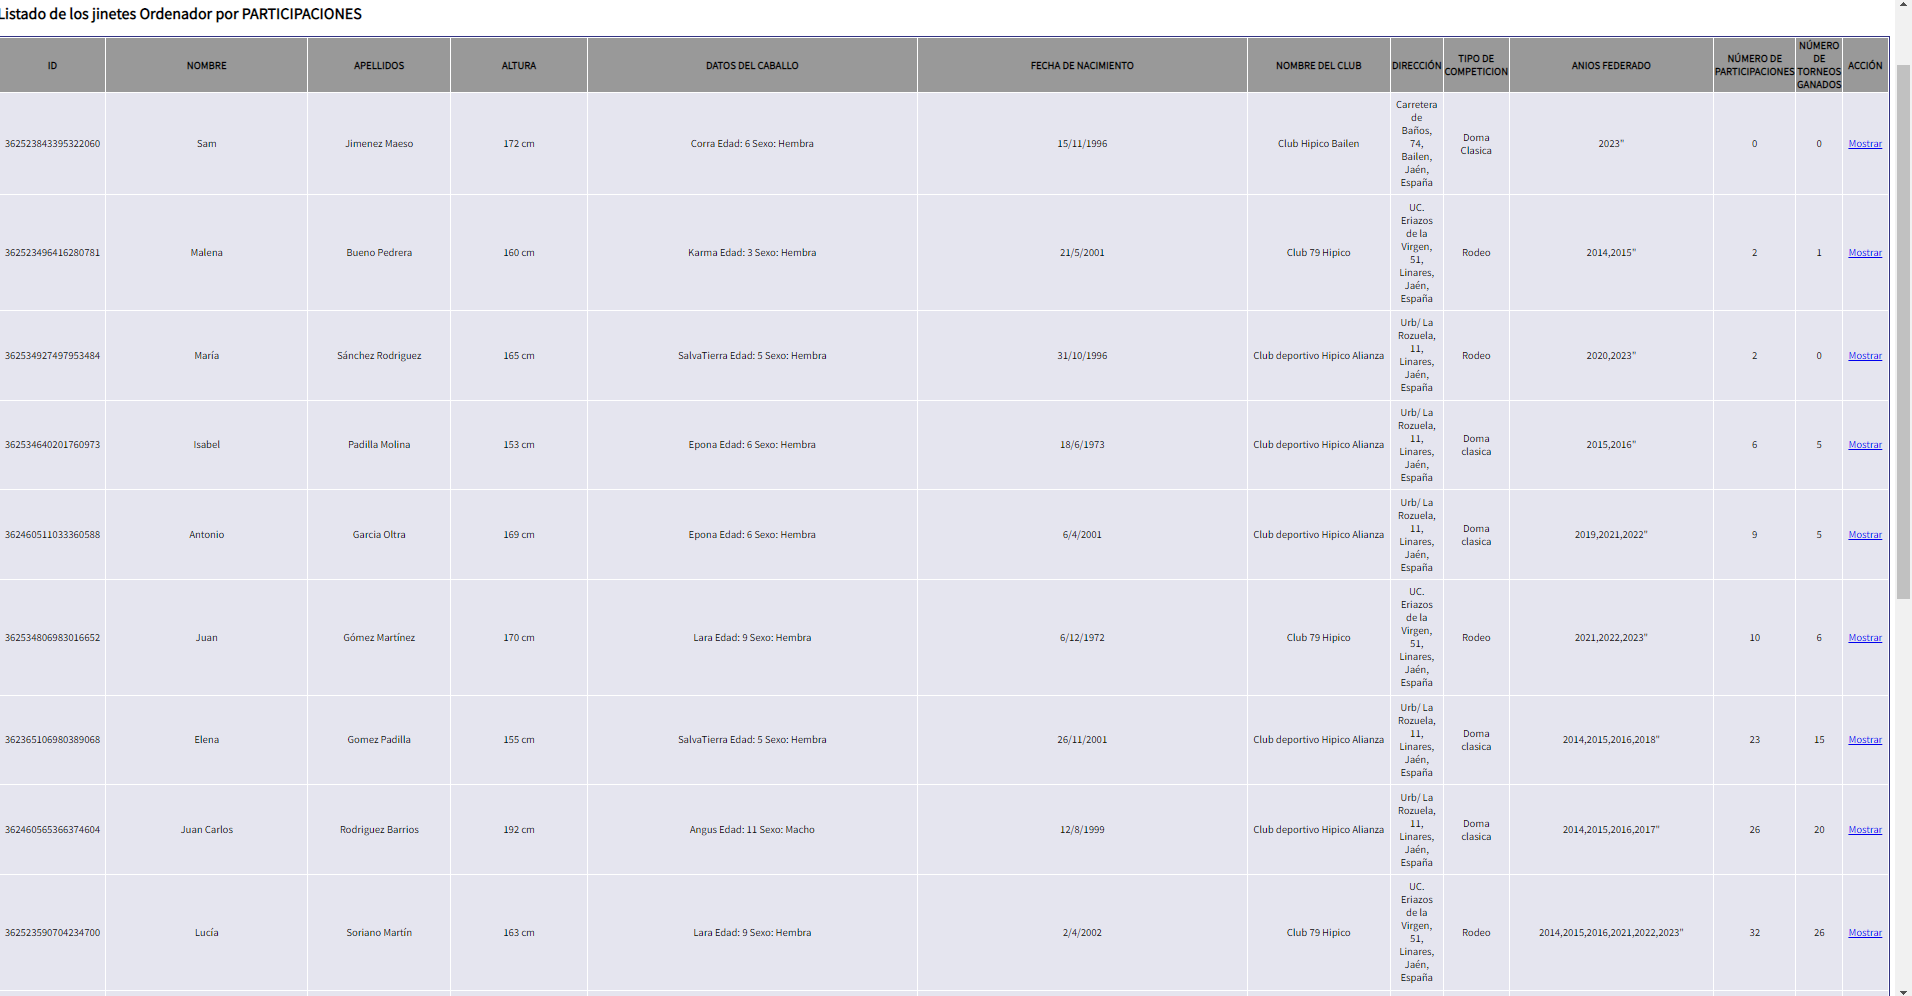 Listado de los jinetes Ordenador por PARTICIPACIONES
ID NOMBRE APELLIDOS ALTURA DATOS DEL CABALLO FECHA DE NACIMIENTO NOMBRE DEL CLUB DIRECCIÓN TIPO DE COMPETICION ANIOS FEDERADO NÚMERO DE PARTICIPACIONES NÚMERO DE TORNEOS GANADOS ACCIÓN
362523843395322060 Sam Jimenez Maeso 172 cm Corra Edad: 6 Sexo: Hembra 15/11/1996 Club Hipico Bailen Carretera de Baños, 74, Bailen, Jaén, España Doma Clasica 2023" 0 0 Mostrar
362523496416280781 Malena Bueno Pedrera 160 cm Karma Edad: 3 Sexo: Hembra 21/5/2001 Club 79 Hipico UC. Eriazos de la Virgen, 51, Linares, Jaén, España Rodeo 2014,2015" 2 1 Mostrar
362534927497953484 María Sánchez Rodriguez 165 cm SalvaTierra Edad: 5 Sexo: Hembra 31/10/1996 Club deportivo Hipico Alianza Urb/ La Rozuela, 11, Linares, Jaén, España Rodeo 2020,2023" 2 0 Mostrar
362534640201760973 Isabel Padilla Molina 153 cm Epona Edad: 6 Sexo: Hembra 18/6/1973 Club deportivo Hipico Alianza Urb/ La Rozuela, 11, Linares, Jaén, España Doma clasica 2015,2016" 6 5 Mostrar
362460511033360588 Antonio Garcia Oltra 169 cm Epona Edad: 6 Sexo: Hembra 6/4/2001 Club deportivo Hipico Alianza Urb/ La Rozuela, 11, Linares, Jaén, España Doma clasica 2019,2021,2022" 9 5 Mostrar
362534806983016652 Juan Gómez Martínez 170 cm Lara Edad: 9 Sexo: Hembra 6/12/1972 Club 79 Hipico UC. Eriazos de la Virgen, 51, Linares, Jaén, España Rodeo 2021,2022,2023" 10 6 Mostrar
362365106980389068 Elena Gomez Padilla 155 cm SalvaTierra Edad: 5 Sexo: Hembra 26/11/2001 Club deportivo Hipico Alianza Urb/ La Rozuela, 11, Linares, Jaén, España Doma clasica 2014,2015,2016,2018" 23 15 Mostrar
362460565366374604 Juan Carlos Rodriguez Barrios 192 cm Angus Edad: 11 Sexo: Macho 12/8/1999 Club deportivo Hipico Alianza Urb/ La Rozuela, 11, Linares, Jaén, España Doma clasica 2014,2015,2016,2017" 26 20 Mostrar
362523590704234700 Lucía Soriano Martín 163 cm Lara Edad: 9 Sexo: Hembra 2/4/2002 Club 79 Hipico UC. Eriazos de la Virgen, 51, Linares, Jaén, España Rodeo 2014,2015,2016,2021,2022,2023" 32 26 Mostrar